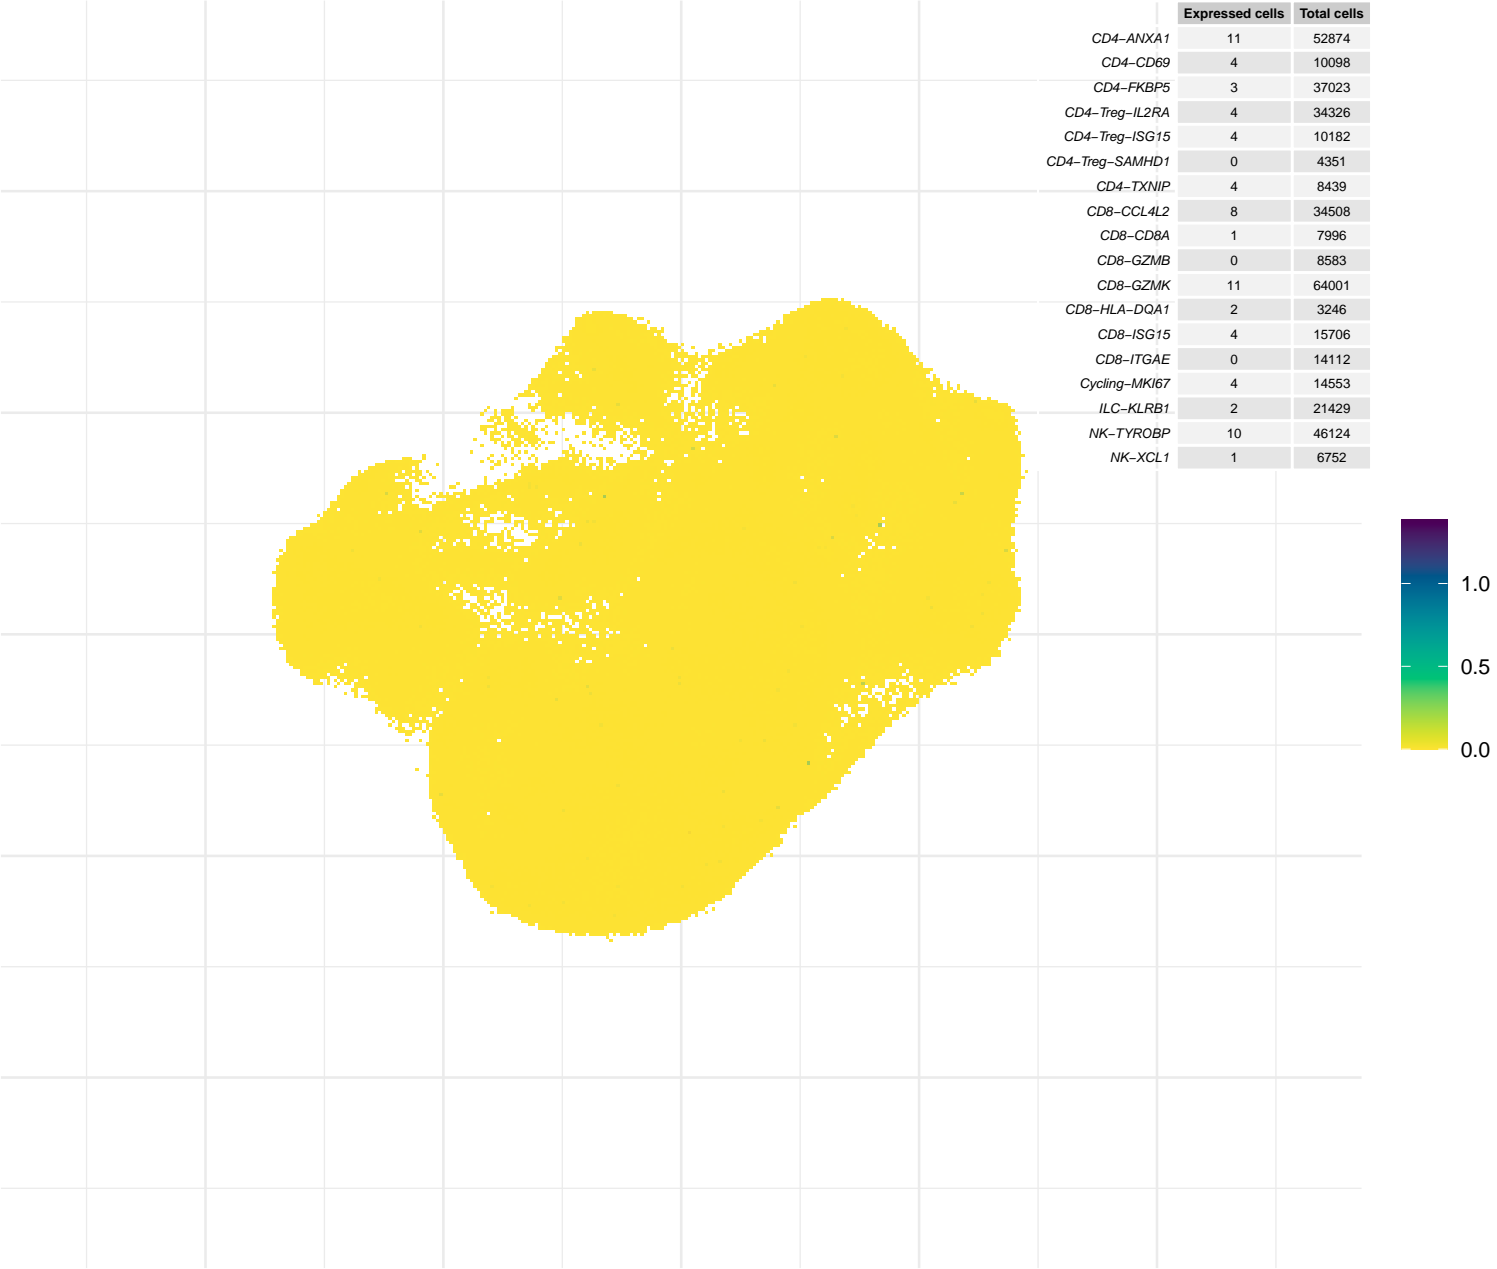 Expressed cells Total cells
CD4−ANXA1 11 52874
CD4−CD69 4 10098
CD4−FKBP5 3 37023
CD4−Treg−IL2RA 4 34326
CD4−Treg−ISG15 4 10182
CD4−Treg−SAMHD1 0 4351
CD4−TXNIP 4 8439
CD8−CCL4L2 8 34508
CD8−CD8A 1 7996
CD8−GZMB 0 8583
CD8−GZMK 11 64001
CD8−HLA−DQA1 2 3246
CD8−ISG15 4 15706
CD8−ITGAE 0 14112
Cycling−MKI67 4 14553
ILC−KLRB1 2 21429
NK−TYROBP 10 46124
NK−XCL1 1 6752
1.0
0.5
0.0